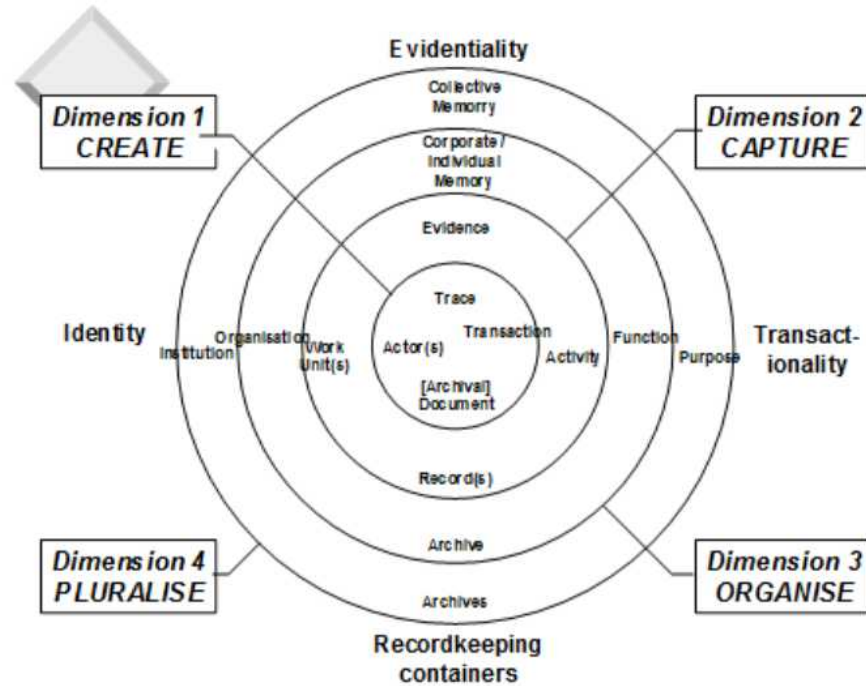 Evidentiality
Collective
Memorry
Dimension 1
CREATE
Dimension 2
CAPTURE
Corporate /
Individual
Memory
Evidence
Trace
Identity
Institution
Organisation
Work
Unit(s)
Actor(s)
Transaction
Activity
Function
Purpose
Transact-
ionality
[Archival]
Document
Record(s)
Archive
Archives
Dimension 4
PLURALISE
Dimension 3
ORGANISE
Recordkeeping
containers